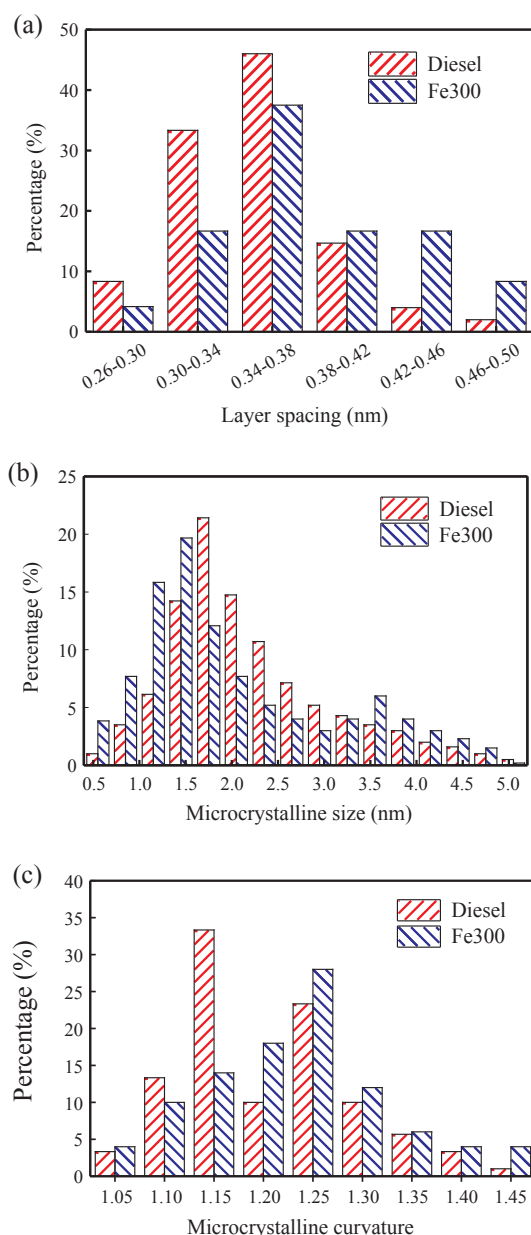 (a)
50
40
30
20
10
0
Percentage (%)
Diesel
Fe300
0.26-0.30
0.30-0.34
0.34-0.38
0.38-0.42
0.42-0.46
0.46-0.50
Layer spacing (nm)
(b)
25
20
15
10
5
0
Percentage (%)
Diesel
Fe300
0.5 1.0 1.5 2.0 2.5 3.0 3.5 4.0 4.5 5.0
Microcrystalline size (nm)
(c)
40
35
30
25
20
15
10
5
0
Percentage (%)
Diesel
Fe300
1.05 1.10 1.15 1.20 1.25 1.30 1.35 1.40 1.45
Microcrystalline curvature